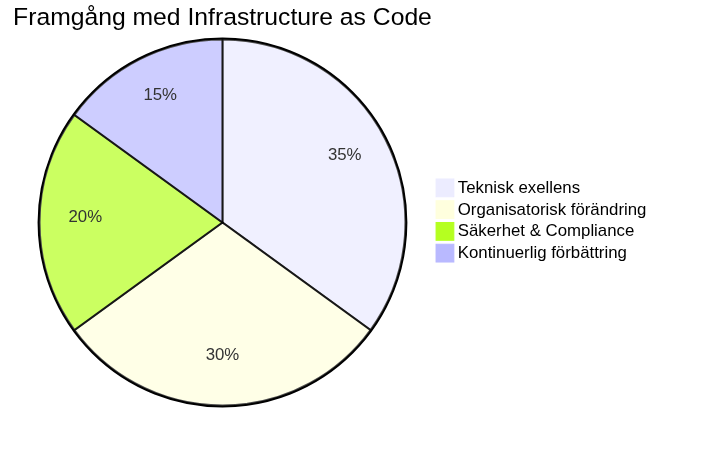 Framgång med Infrastructure as Code
15%
35%
20%
30%
Teknisk exellens
Organisatorisk förändring
Säkerhet & Compliance
Kontinuerlig förbättring